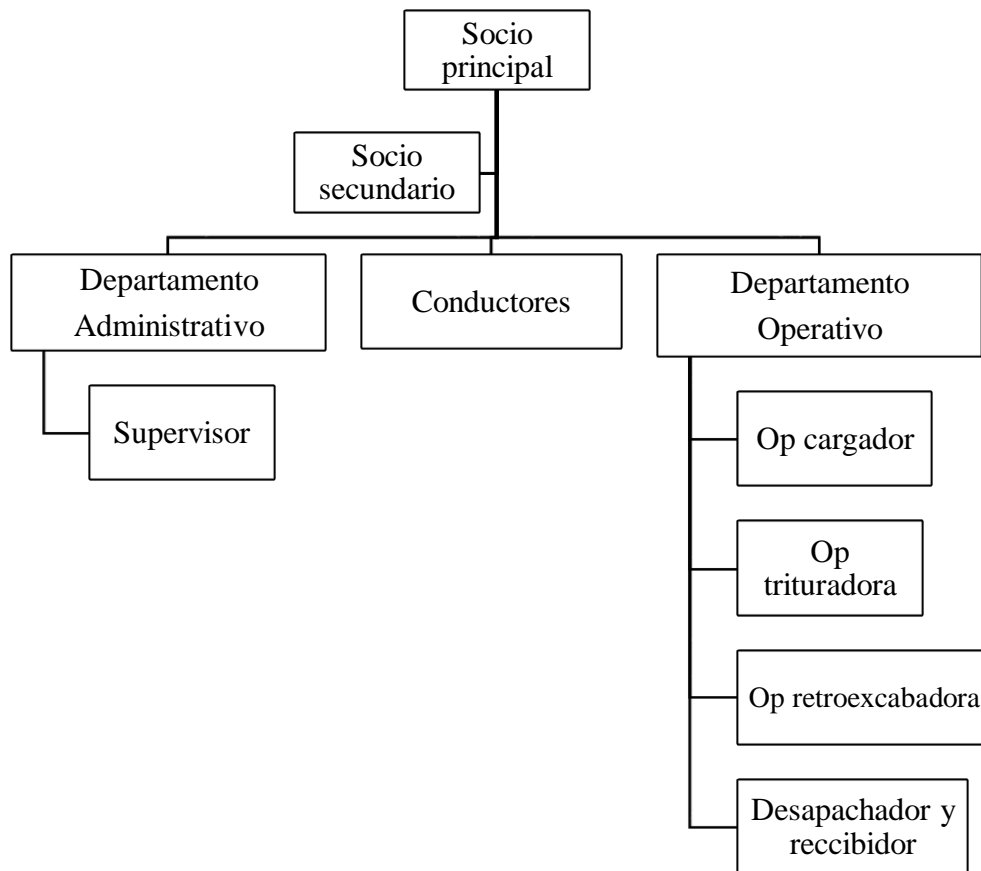 Socio
principal
Socio
secundario
Departamento
Administrativo
Conductores
Departamento
Operativo
Supervisor
Op cargador
Op
trituradora
Op retroexcabadora
Desapachador y
reccibidor